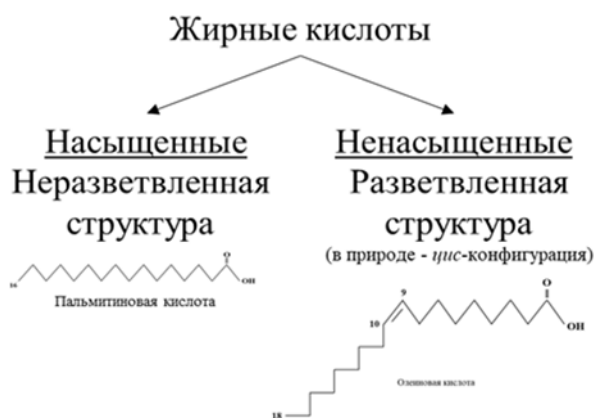 Жирные кислоты
Насыщенные
Неразветвленная
структура
16
O
OH
Пальмитиновая кислота
Ненасыщенные
Разветвленная
структура
(в природе - цис-конфигурация)
9
10
O
OH
18
Олеиновая кислота